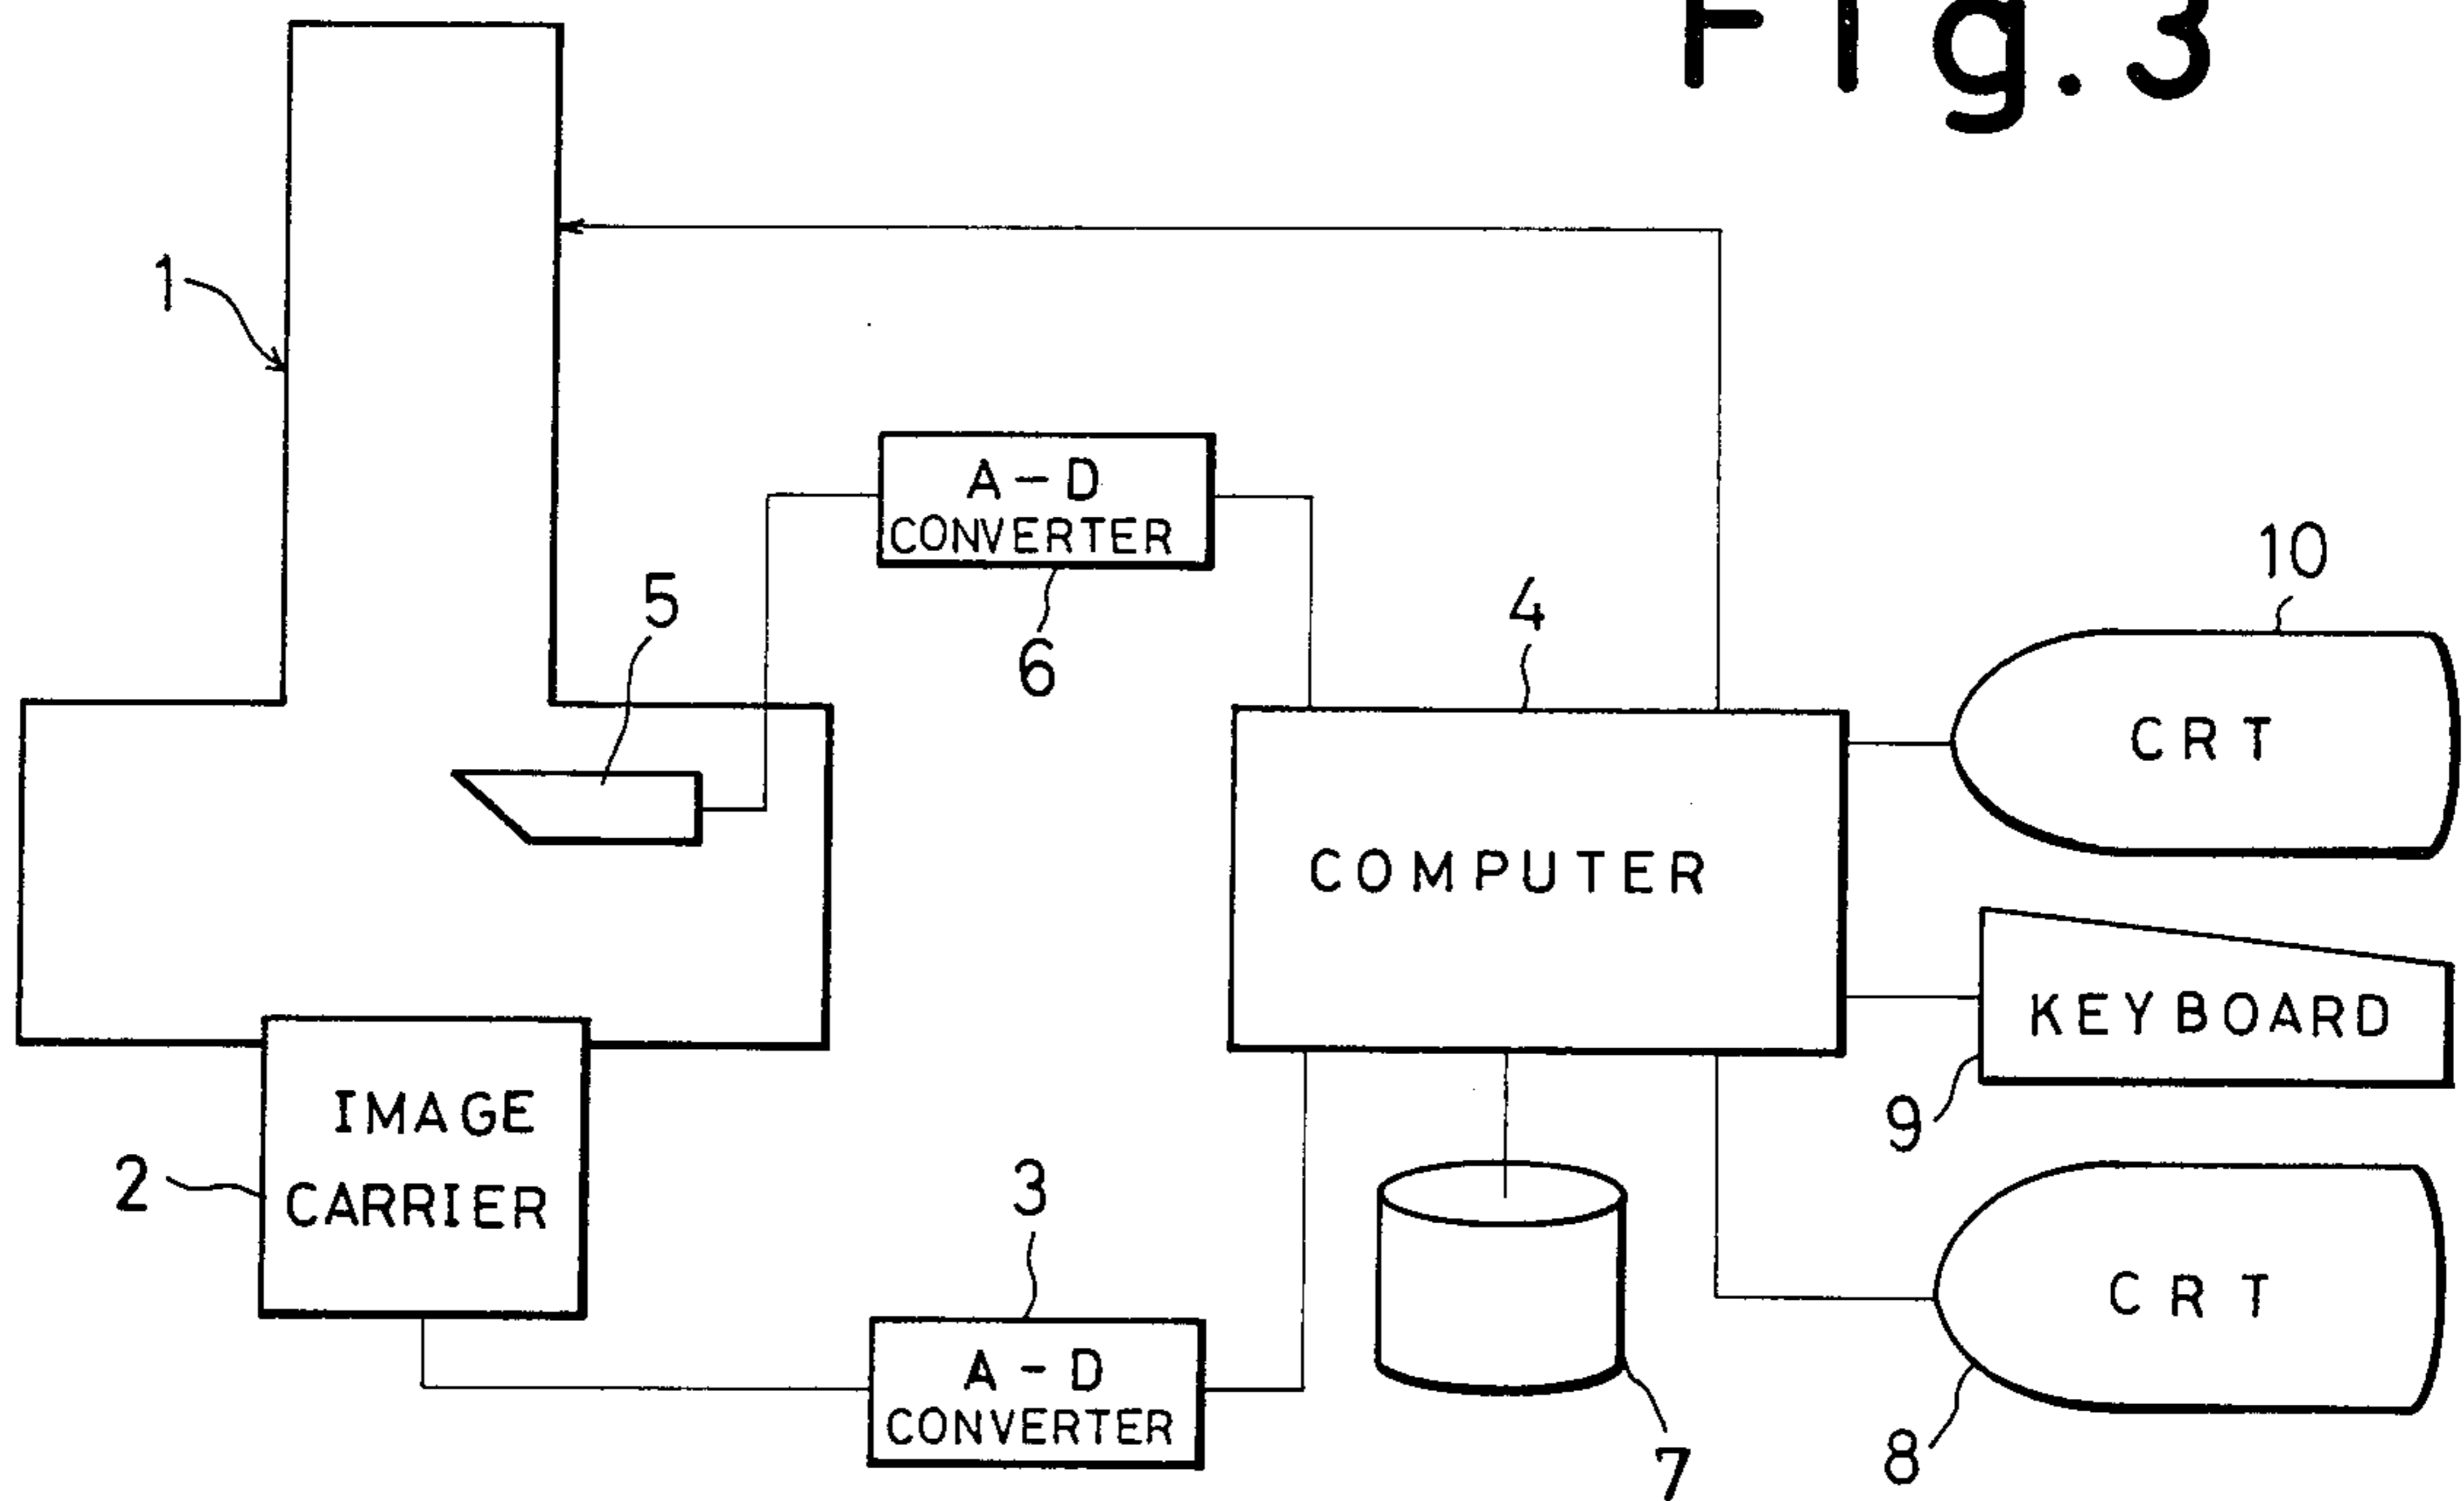 Fig.3
1
A-D
CONVERTER
6
5
4
10
CRT
COMPUTER
KEYBOARD
9
IMAGE
CARRIER
2
3
A-D
CONVERTER
7
CRT
8